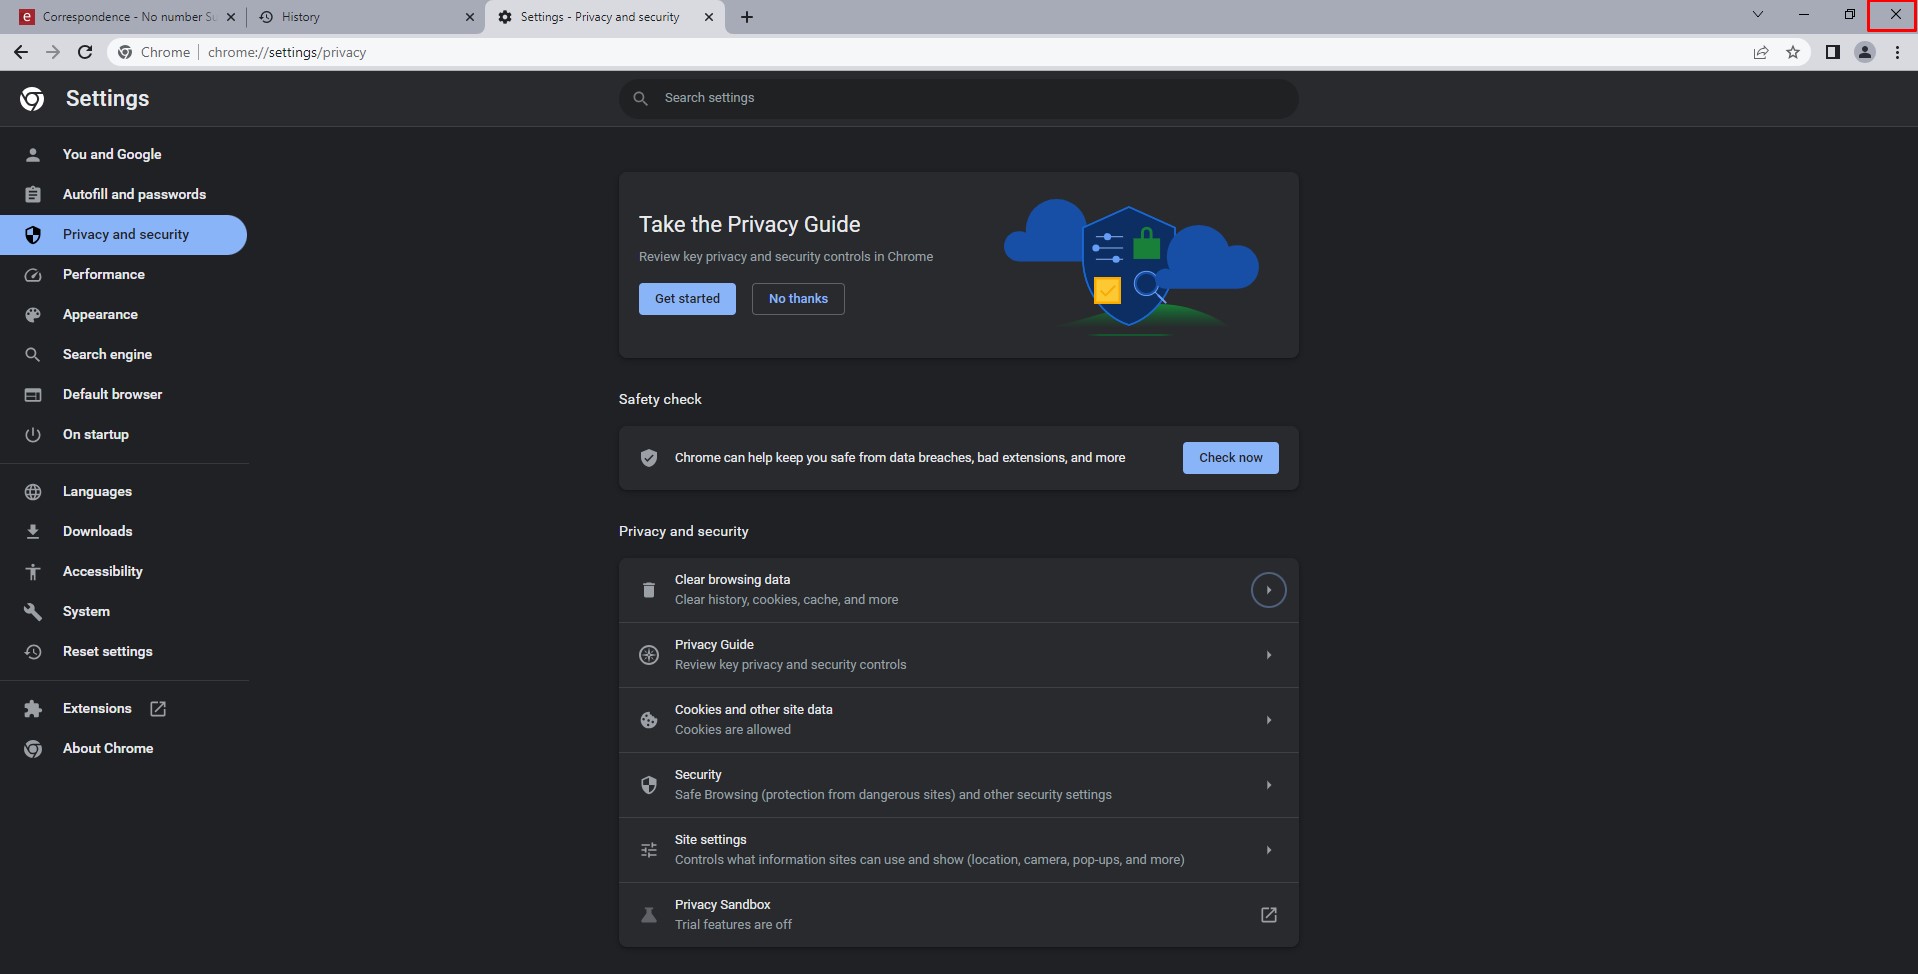 e Correspondence - No number Su
History
Settings - Privacy and security
Chrome
chrome://settings/privacy
Settings
Search settings
You and Google
Autofill and passwords
Privacy and security
Performance
Appearance
Search engine
Default browser
On startup
Languages
Downloads
Accessibility
System
Reset settings
Extensions
About Chrome
Take the Privacy Guide
Review key privacy and security controls in Chrome
Get started
No thanks
Safety check
Chrome can help keep you safe from data breaches, bad extensions, and more
Check now
Privacy and security
Clear browsing data
Clear history, cookies, cache, and more
Privacy Guide
Review key privacy and security controls
Cookies and other site data
Cookies are allowed
Security
Safe Browsing (protection from dangerous sites) and other security settings
Site settings
Controls what information sites can use and show (location, camera, pop-ups, and more)
Privacy Sandbox
Trial features are off